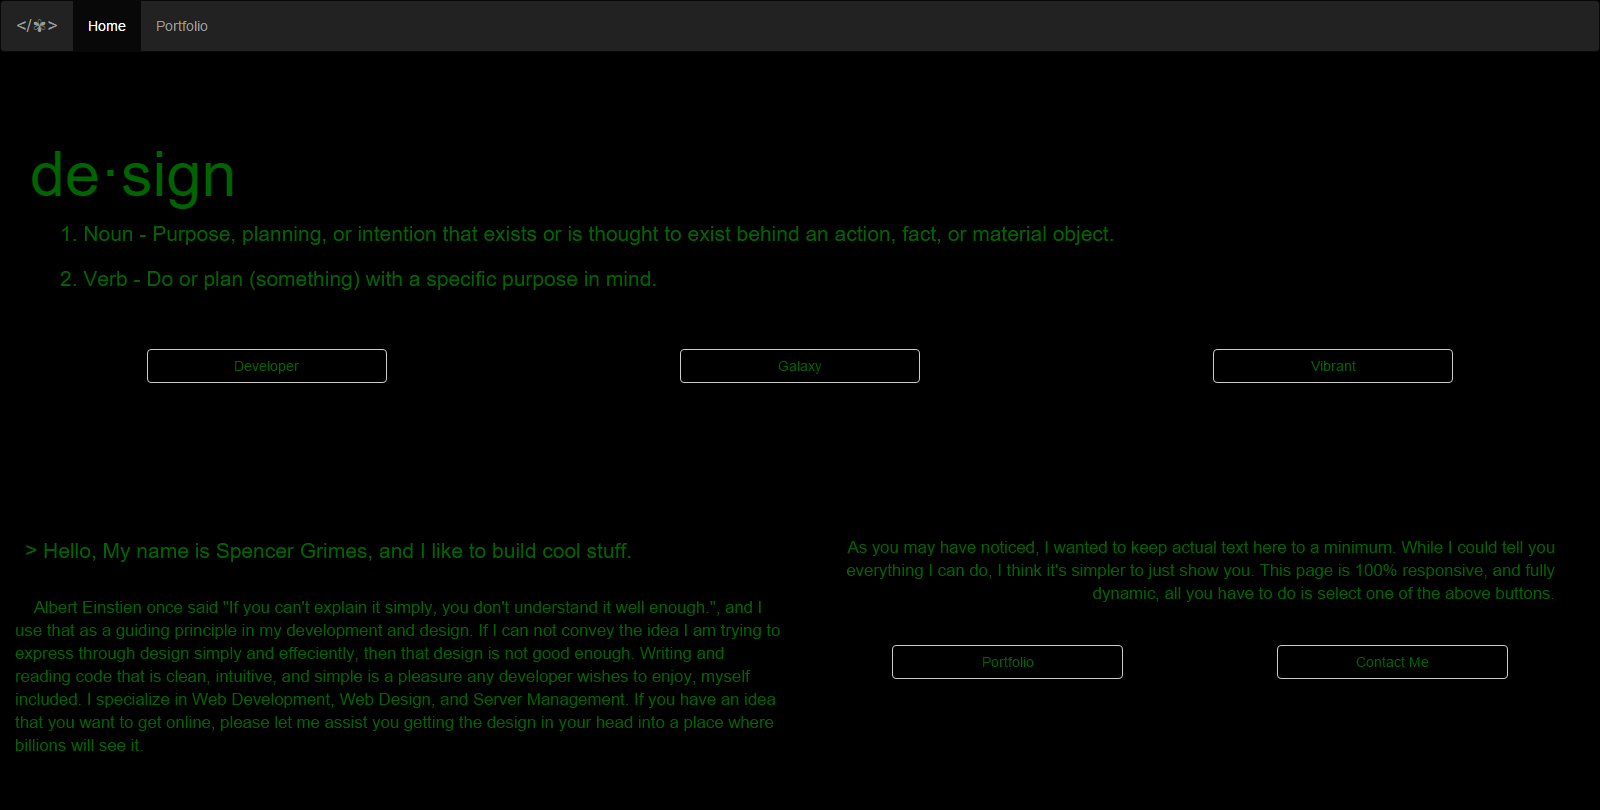 </✾>
Home
Portfolio
de·sign
1. Noun - Purpose, planning, or intention that exists or is thought to exist behind an action, fact, or material object.
2. Verb - Do or plan (something) with a specific purpose in mind.
Developer
Galaxy
Vibrant
> Hello, My name is Spencer Grimes, and I like to build cool stuff.
Albert Einstien once said "If you can't explain it simply, you don't understand it well enough.", and I
use that as a guiding principle in my development and design. If I can not convey the idea I am trying to
express through design simply and effeciently, then that design is not good enough. Writing and
reading code that is clean, intuitive, and simple is a pleasure any developer wishes to enjoy, myself
included. I specialize in Web Development, Web Design, and Server Management. If you have an idea
that you want to get online, please let me assist you getting the design in your head into a place where
billions will see it.
As you may have noticed, I wanted to keep actual text here to a minimum. While I could tell you
everything I can do, I think it's simpler to just show you. This page is 100% responsive, and fully
dynamic, all you have to do is select one of the above buttons.
Portfolio
Contact Me